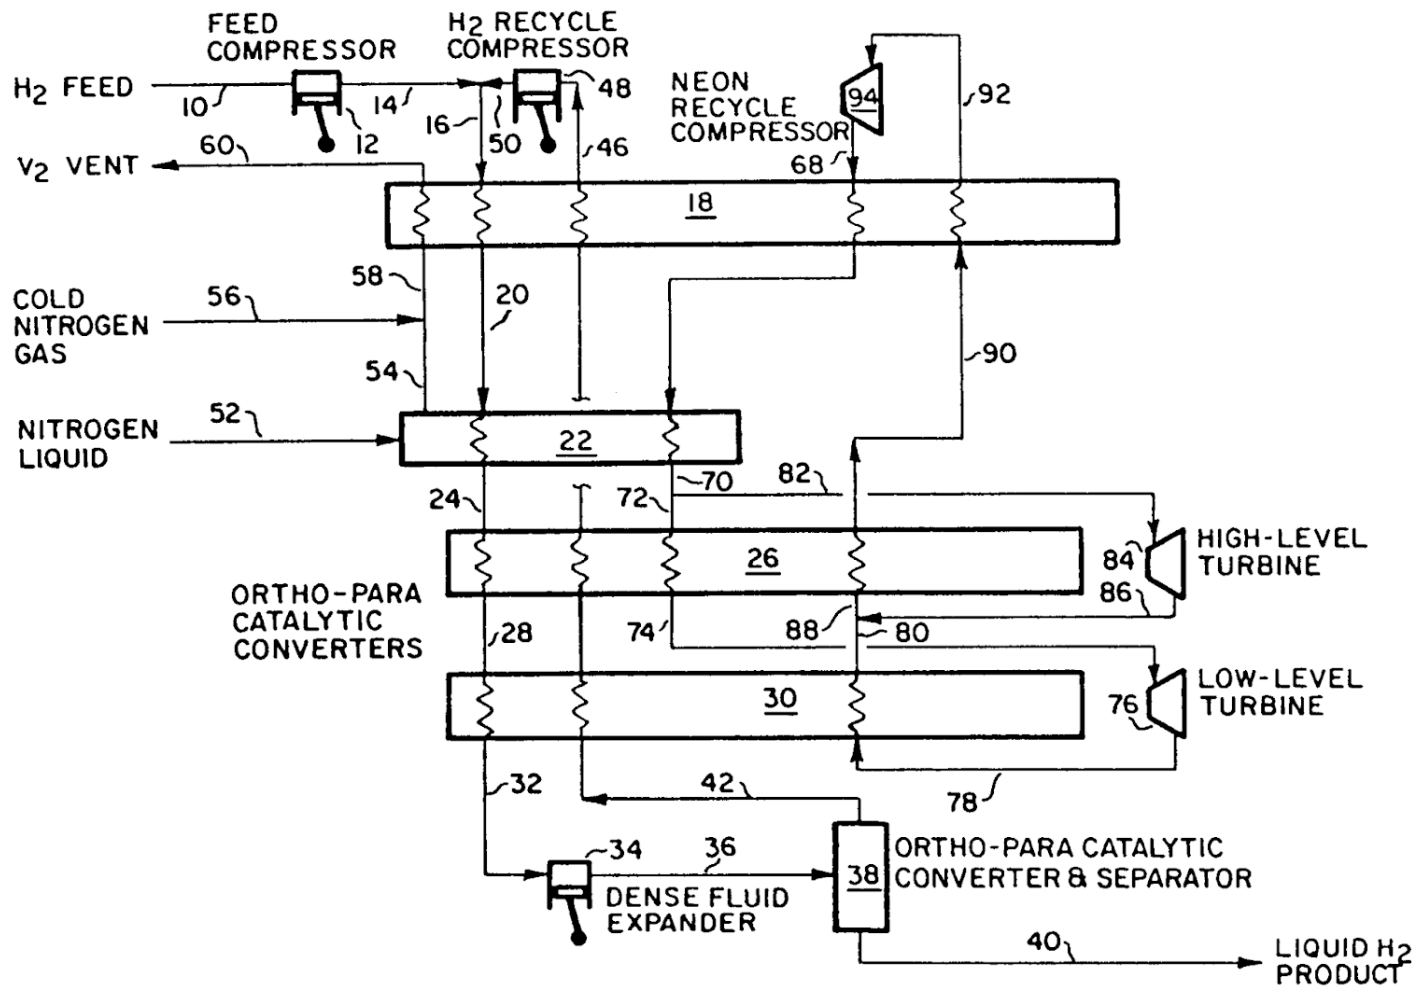 FEED
COMPRESSOR
H2 RECYCLE
COMPRESSOR
48
H2 FEED
10
14
12
16
50
46
NEON
RECYCLE
COMPRESSOR
94
92
68
V2 VENT
60
18
58
20
COLD
NITROGEN
GAS
56
90
54
NITROGEN
LIQUID
52
22
24
72
70
82
26
84
HIGH-LEVEL
TURBINE
86
ORTHO-PARA
CATALYTIC
CONVERTERS
28
74
88
80
30
76
LOW-LEVEL
TURBINE
78
32
42
34
36
38
DENSE FLUID
EXPANDER
ORTHO-PARA CATALYTIC
CONVERTER & SEPARATOR
40
LIQUID H2
PRODUCT